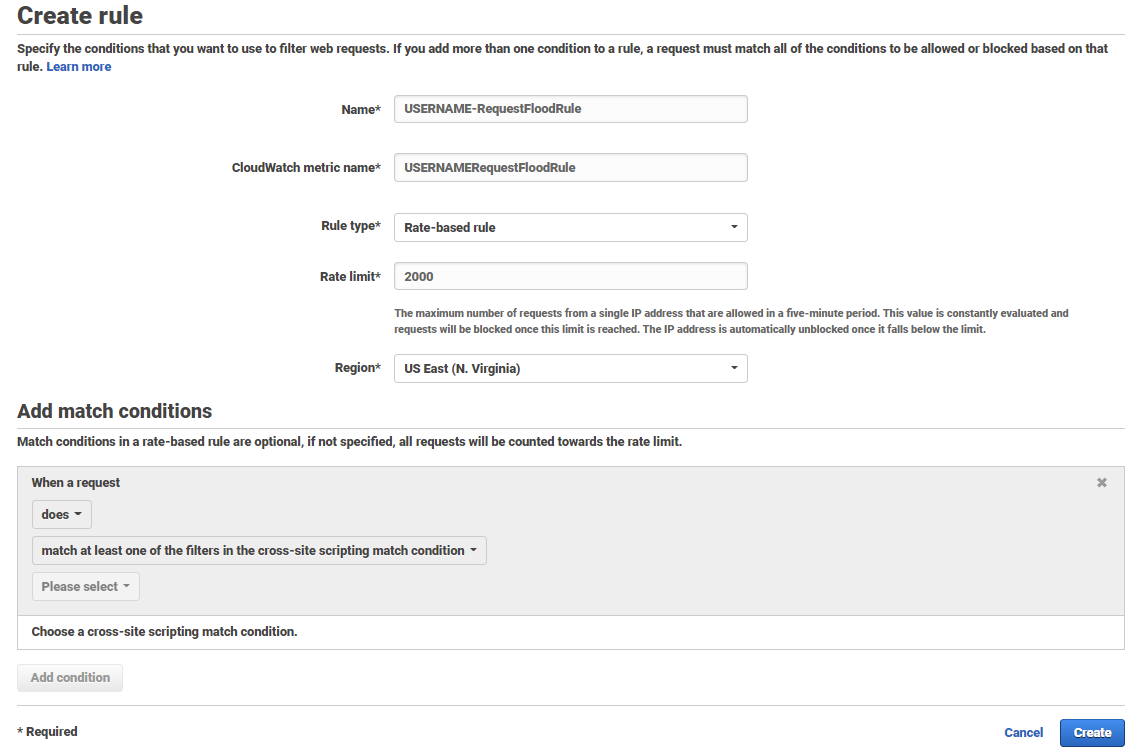 Create rule
Specify the conditions that you want to use to filter web requests. If you add more than one condition to a rule, a request must match all of the conditions to be allowed or blocked based on that
rule. Learn more
Name* USERNAME-RequestFloodRule
CloudWatch metric name* USERNAMERequestFloodRule
Rule type* Rate-based rule
Rate limit* 2000
The maximum number of requests from a single IP address that are allowed in a five-minute period. This value is constantly evaluated and
requests will be blocked once this limit is reached. The IP address is automatically unblocked once it falls below the limit.
Region* US East (N. Virginia)
Add match conditions
Match conditions in a rate-based rule are optional, if not specified, all requests will be counted towards the rate limit.
When a request
does
match at least one of the filters in the cross-site scripting match condition
Please select
Choose a cross-site scripting match condition.
Add condition
* Required Cancel Create